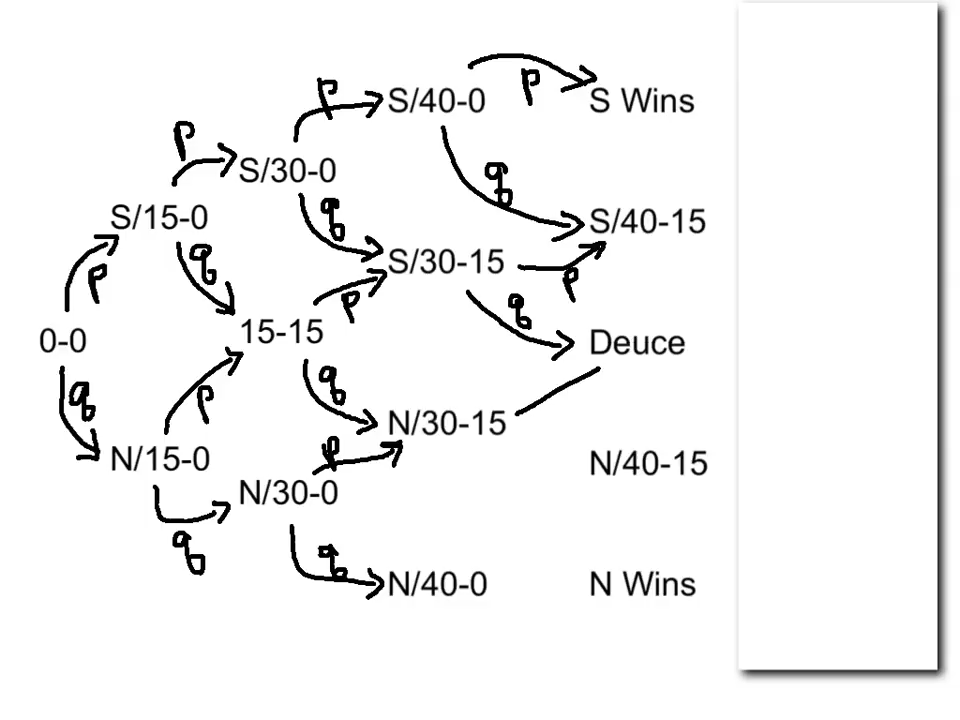 p
p
S/40-0
p
S Wins
p
S/30-0
q
q
S/15-0
S/40-15
q
S/30-15
p
p
p
q
0-0
15-15
Deuce
q
p
q
N/30-15
p
N/15-0
N/40-15
N/30-0
q
q
N/40-0
N Wins